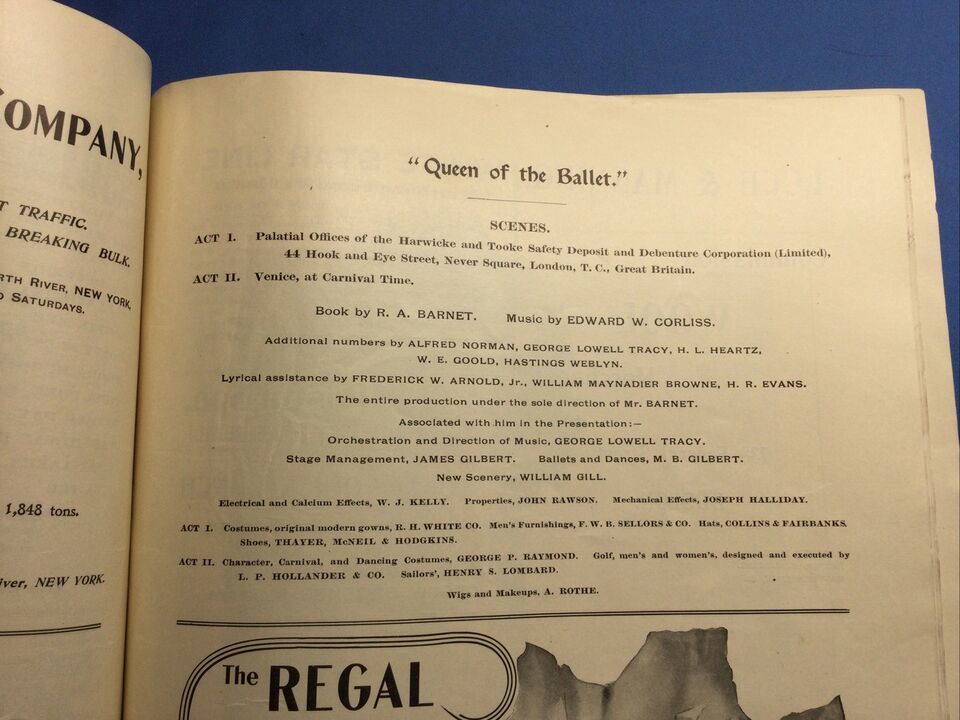 COMPANY,
TRAFFIC.
BREAKING BULK.
RIVER, NEW YORK,
SATURDAYS.
1,848 tons.
NEW YORK.
"Queen of the Ballet."
SCENES.
ACT I. Palatial Offices of the Harwicke and Tooke Safety Deposit and Debenture Corporation (Limited),
44 Hook and Eye Street, Never Square, London, T. C., Great Britain.
ACT II. Venice, at Carnival Time.
Book by R. A. BARNET. Music by EDWARD W. CORLISS.
Additional numbers by ALFRED NORMAN, GEORGE LOWELL TRACY, H. L. HEARTZ,
W. E. GOOLD, HASTINGS WEBLYN.
Lyrical assistance by FREDERICK W. ARNOLD, Jr., WILLIAM MAYNADIER BROWNE, H. R. EVANS.
The entire production under the sole direction of Mr. BARNET.
Associated with him in the Presentation:—
Orchestration and Direction of Music, GEORGE LOWELL TRACY.
Stage Management, JAMES GILBERT. Ballets and Dances, M. B. GILBERT.
New Scenery, WILLIAM GILL.
Electrical and Calcium Effects, W. J. KELLY. Properties, JOHN RAWSON. Mechanical Effects, JOSEPH HALLIDAY.
ACT I. Costumes, original modern gowns, R. H. WHITE CO. Men's Furnishings, F. W. B. SELLORS & CO. Hats, COLLINS & FAIRBANKS.
Shoes, THAYER, McNEIL & HODGKINS.
ACT II. Character, Carnival, and Dancing Costumes, GEORGE P. RAYMOND. Golf, men's and women's, designed and executed by
L. P. HOLLANDER & CO. Sailors', HENRY S. LOMBARD.
Wigs and Makeups, A. ROTHE.
The REGAL